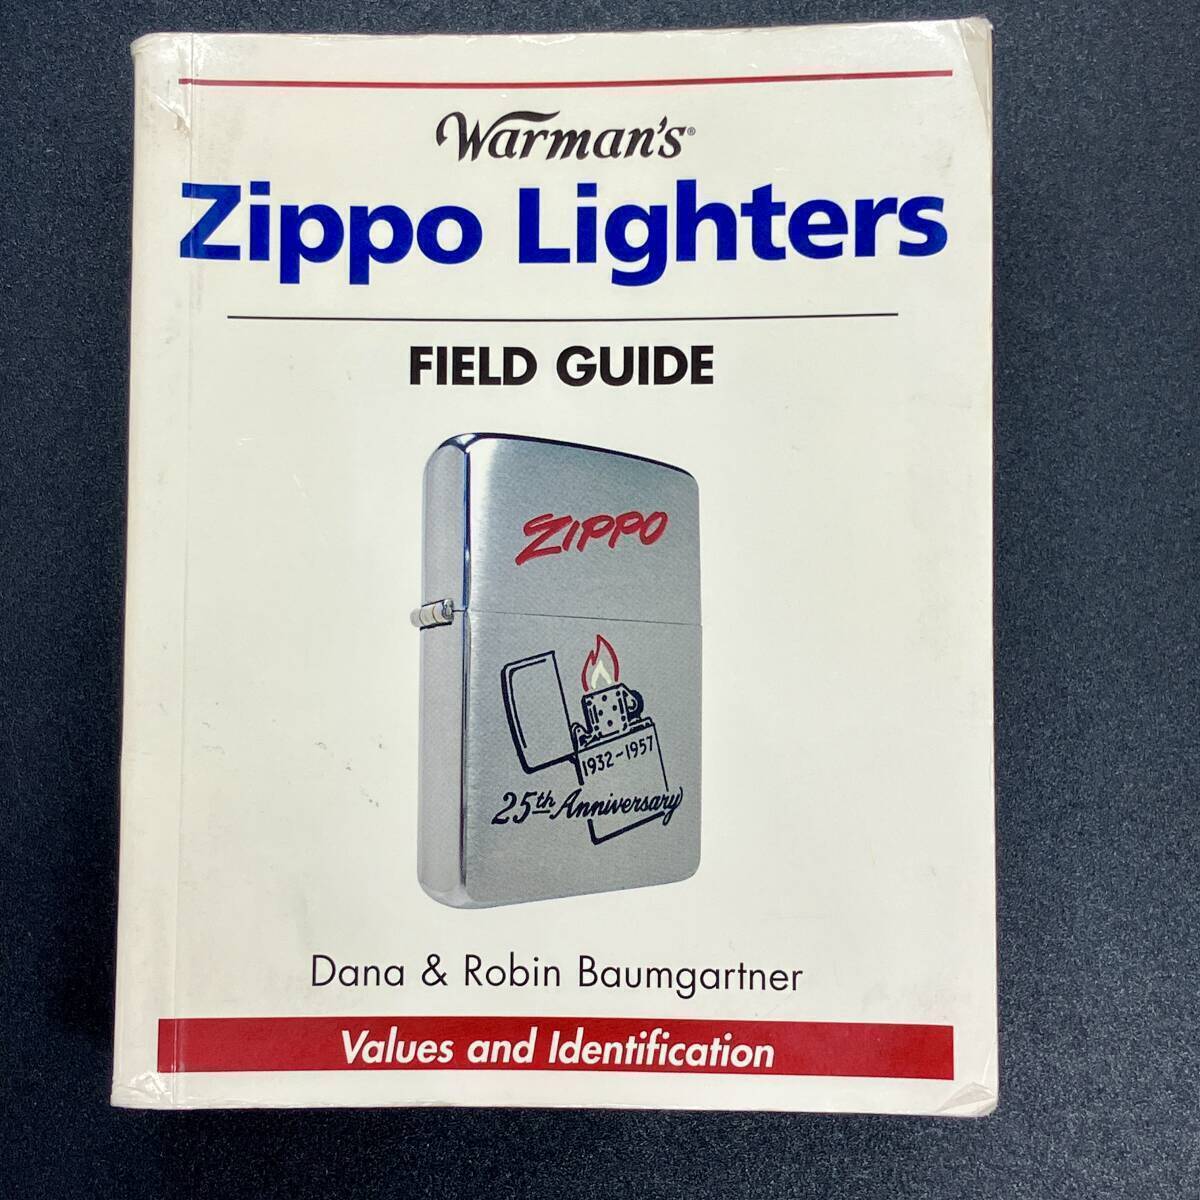 Warman's®
Zippo Lighters
FIELD GUIDE
ZIPPO
1932-1957
25th Anniversary
Dana & Robin Baumgartner
Values and Identification